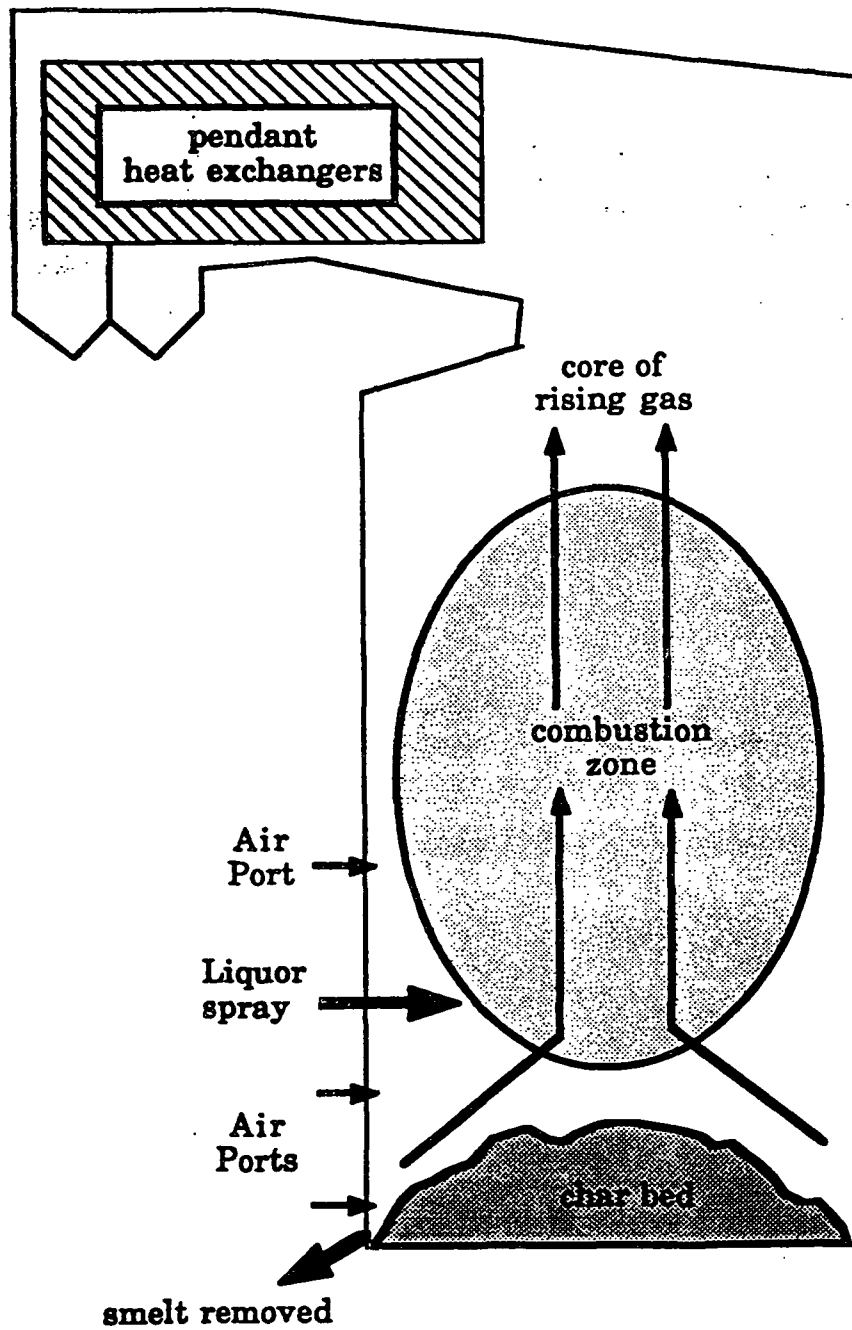 pendant
heat exchangers
core of
rising gas
combustion
zone
Air
Port
Liquor
spray
Air
Ports
char bed
smelt removed